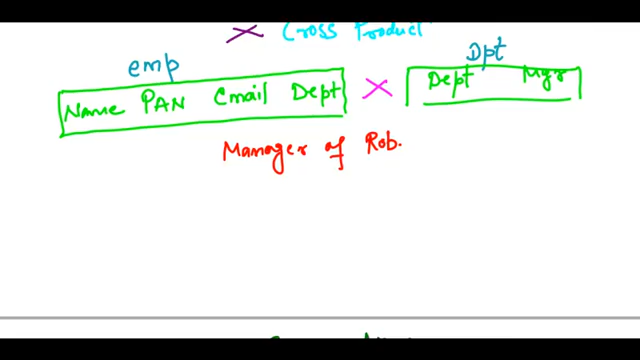 × Cross Product
emp Dpt
Name PAN Email Dept × Dept Mgr
Manager of Rob.